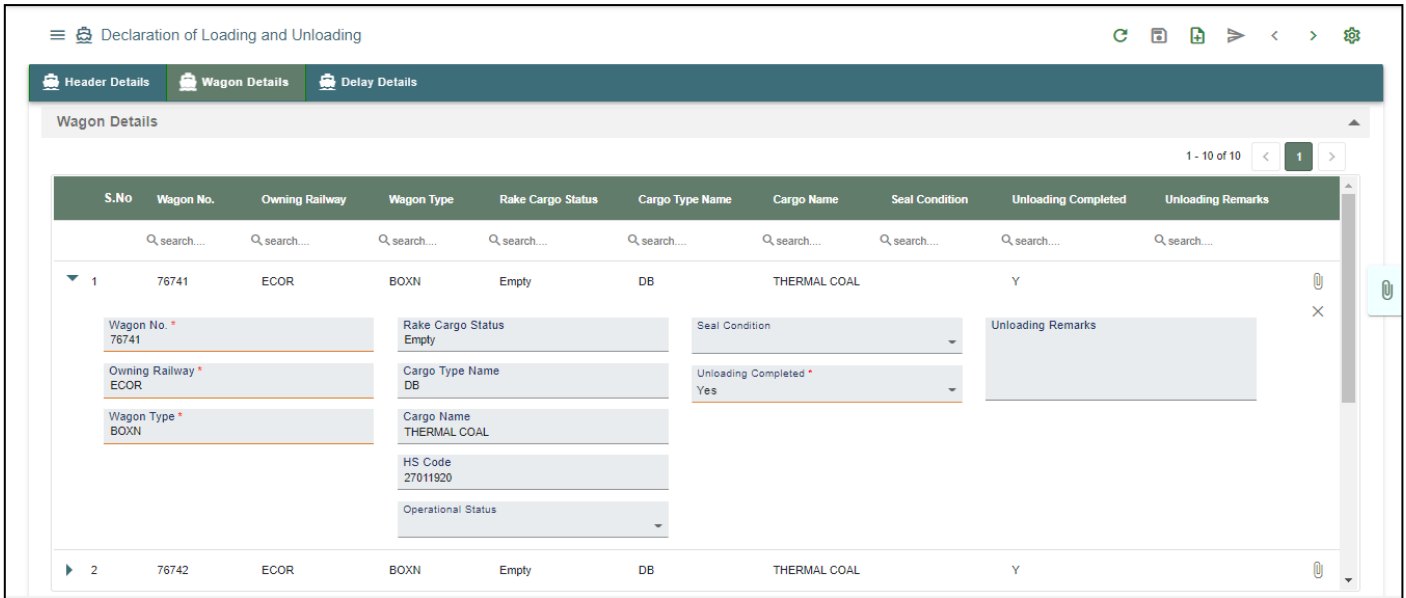 Declaration of Loading and Unloading
Header Details Wagon Details Delay Details
Wagon Details
1 - 10 of 10 < 1 >
S.No Wagon No. Owning Railway Wagon Type Rake Cargo Status Cargo Type Name Cargo Name Seal Condition Unloading Completed Unloading Remarks
search.... search.... search.... search.... search.... search.... search.... search.... search....
1 76741 ECOR BOXN Empty DB THERMAL COAL Y
Wagon No. *
76741
Owning Railway *
ECOR
Wagon Type *
BOXN
Rake Cargo Status
Empty
Cargo Type Name
DB
Cargo Name
THERMAL COAL
HS Code
27011920
Operational Status
Seal Condition
Unloading Completed *
Yes
Unloading Remarks
2 76742 ECOR BOXN Empty DB THERMAL COAL Y